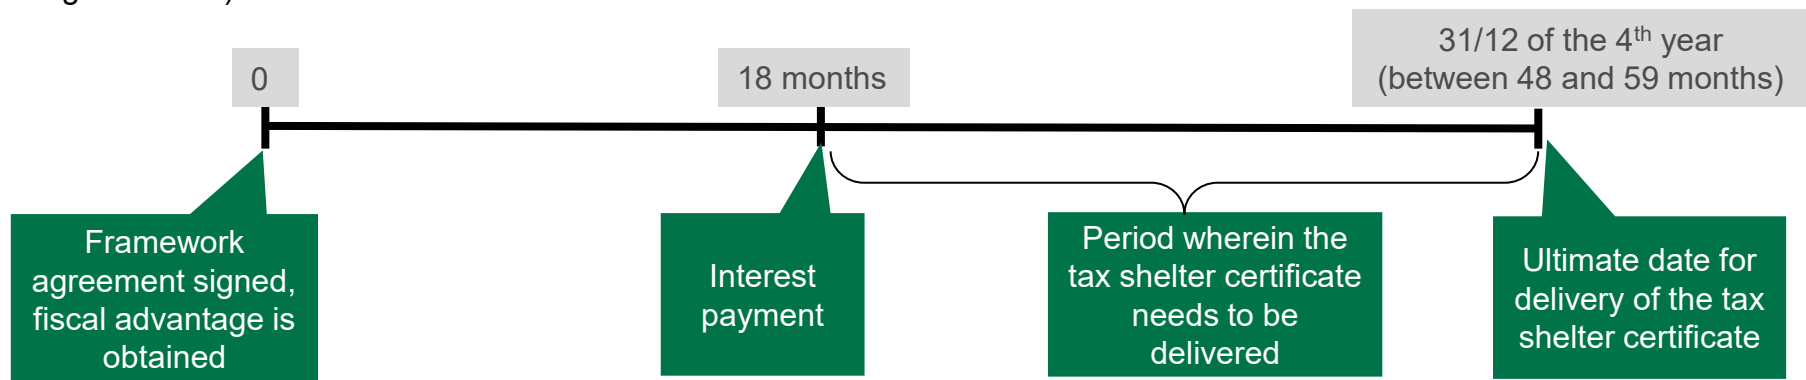 0
18 months
31/12 of the 4th year
(between 48 and 59 months)
Framework
agreement signed,
fiscal advantage is
obtained
Interest
payment
Period wherein the
tax shelter certificate
needs to be
delivered
Ultimate date for
delivery of the tax
shelter certificate